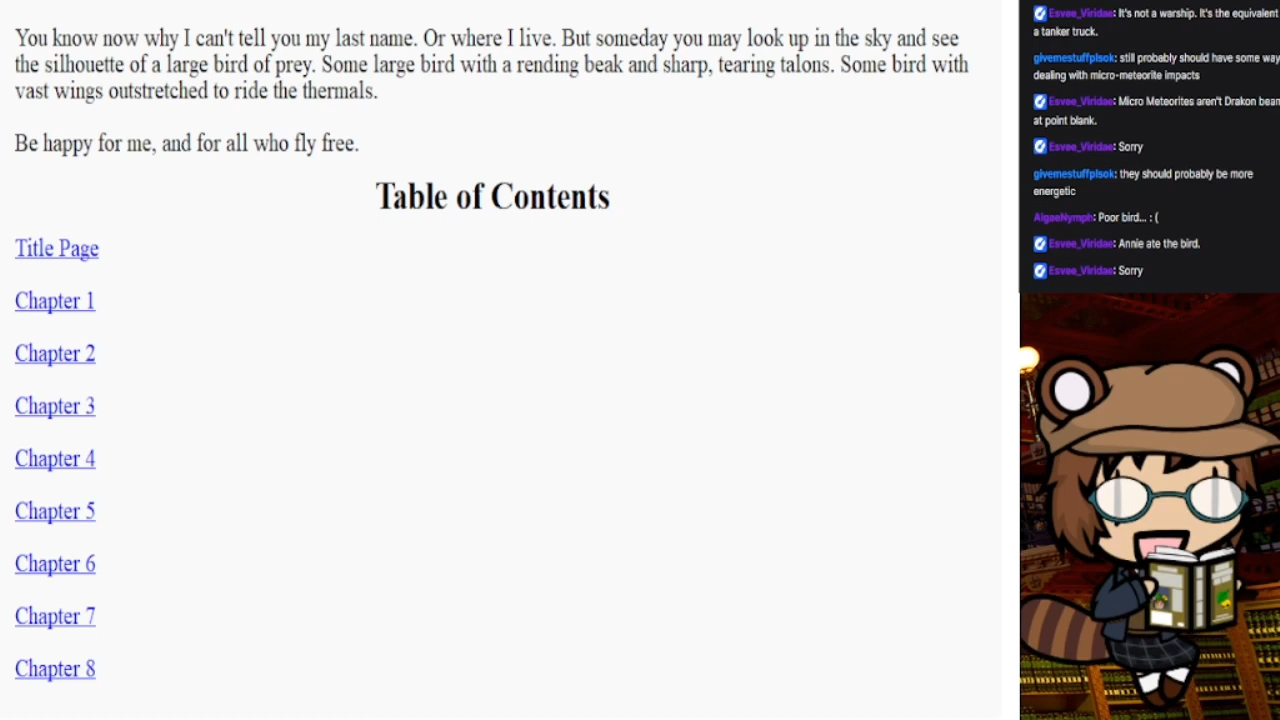 You know now why I can't tell you my last name. Or where I live. But someday you may look up in the sky and see
the silhouette of a large bird of prey. Some large bird with a rending beak and sharp, tearing talons. Some bird with
vast wings outstretched to ride the thermals.
Be happy for me, and for all who fly free.
Table of Contents
Title Page
Chapter 1
Chapter 2
Chapter 3
Chapter 4
Chapter 5
Chapter 6
Chapter 7
Chapter 8
Esvee_Viridae: It's not a warship. It's the equivalent
a tanker truck.
givemestuffplsok: still probably should have some way
dealing with micro-meteorite impacts
Esvee_Viridae: Micro Meteorites aren't Drakon bean
at point blank.
Esvee_Viridae: Sorry
givemestuffplsok: they should probably be more
energetic
AlgaeNymph: Poor bird... : (
Esvee_Viridae: Annie ate the bird.
Esvee_Viridae: Sorry